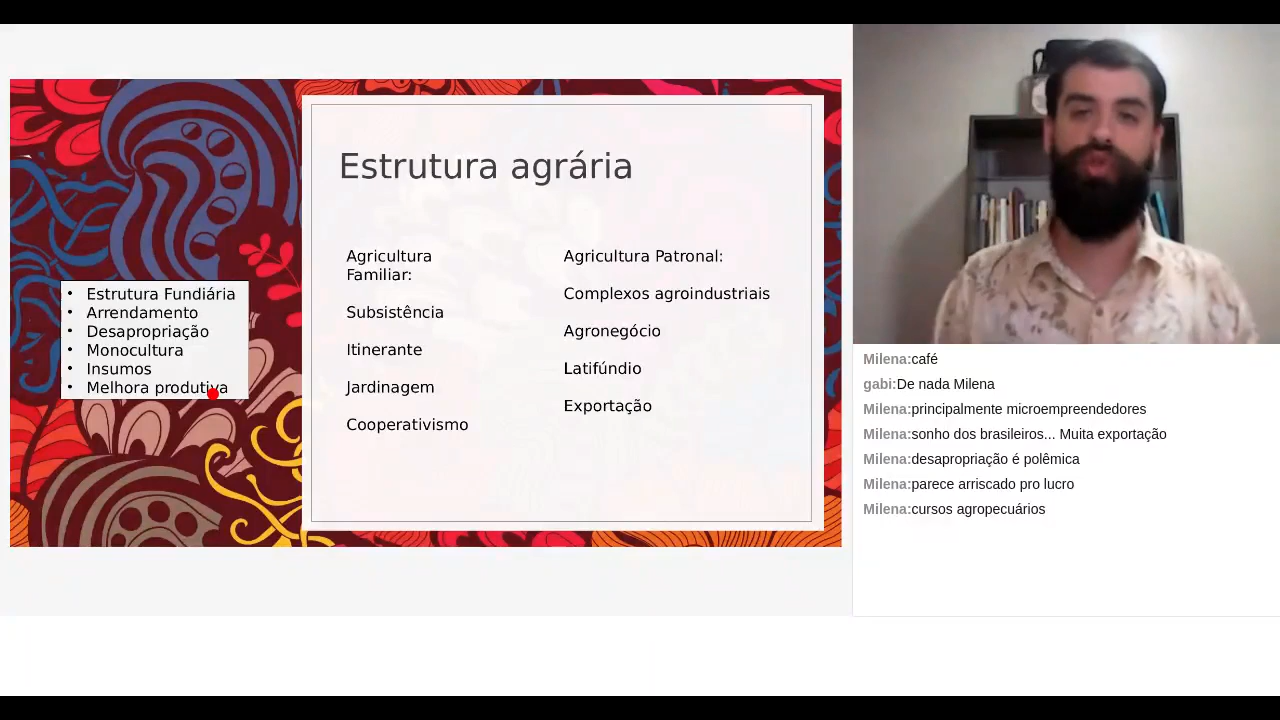 Estrutura agrária
• Estrutura Fundiária
• Arrendamento
• Desapropriação
• Monocultura
• Insumos
• Melhora produtiva
Agricultura
Familiar:
Subsistência
Itinerante
Jardinagem
Cooperativismo
Agricultura Patronal:
Complexos agroindustriais
Agronegócio
Latifúndio
Exportação
Milena:café
gabi:De nada Milena
Milena:principalmente microempreendedores
Milena:sonho dos brasileiros... Muita exportação
Milena:desapropriação é polêmica
Milena:parece arriscado pro lucro
Milena:cursos agropecuários